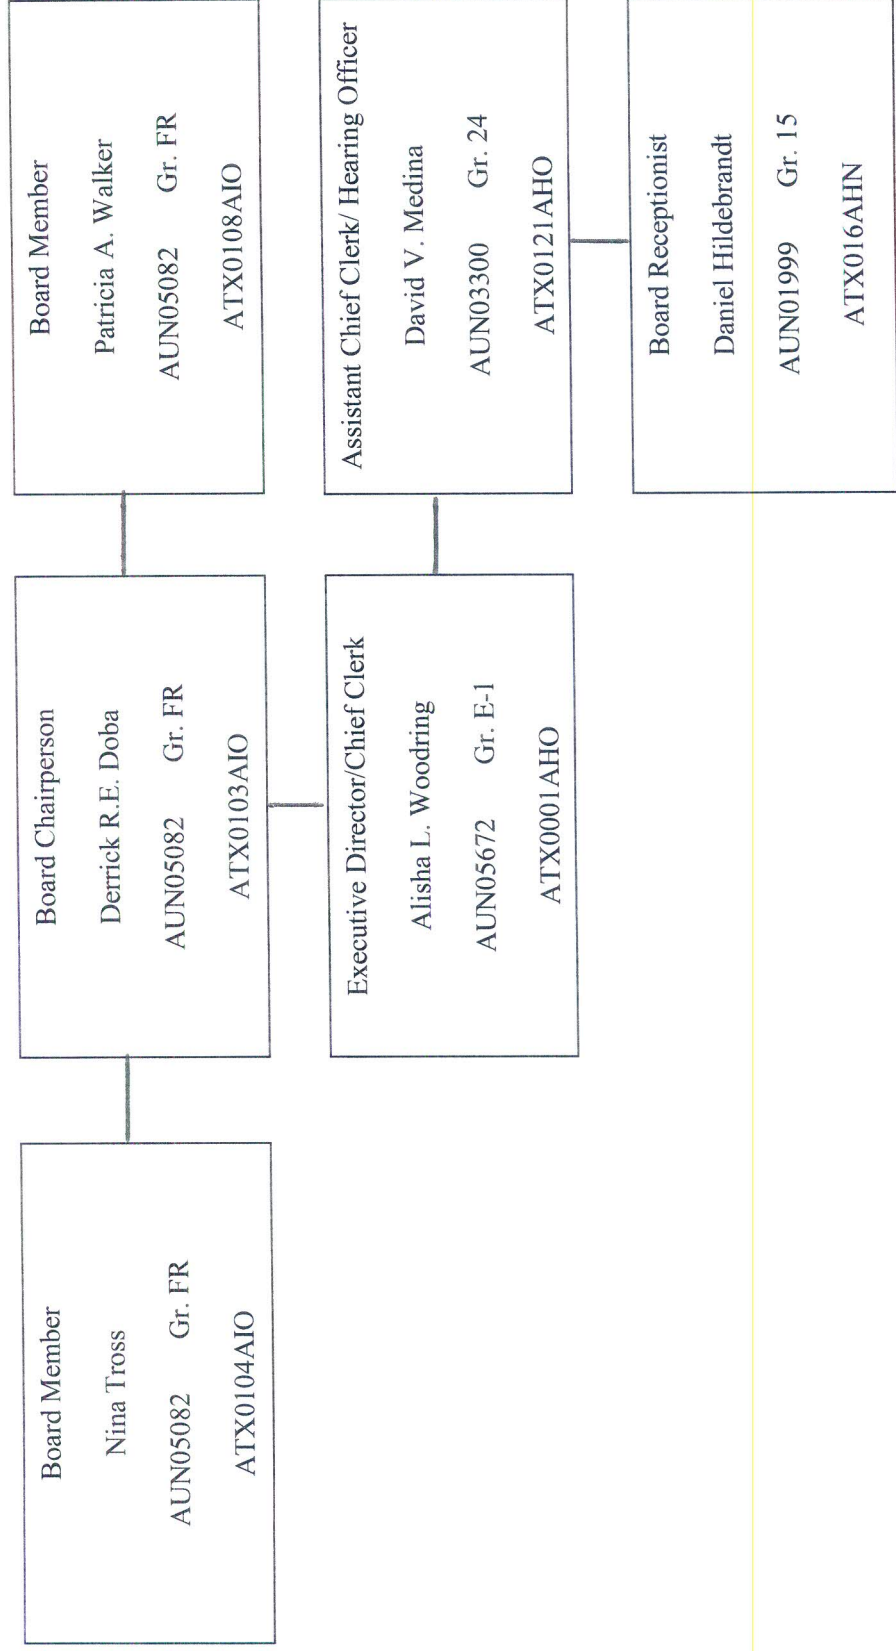 Board Member
Nina Tross
AUN05082 Gr. FR
ATX0104AIO
Board Chairperson
Derrick R.E. Doba
AUN05082 Gr. FR
ATX0103AIO
Board Member
Patricia A. Walker
AUN05082 Gr. FR
ATX0108AIO
Executive Director/Chief Clerk
Alisha L. Woodring
AUN05672 Gr. E-1
ATX0001AHO
Assistant Chief Clerk/ Hearing Officer
David V. Medina
AUN03300 Gr. 24
ATX0121AHO
Board Receptionist
Daniel Hildebrandt
AUN01999 Gr. 15
ATX016AHN